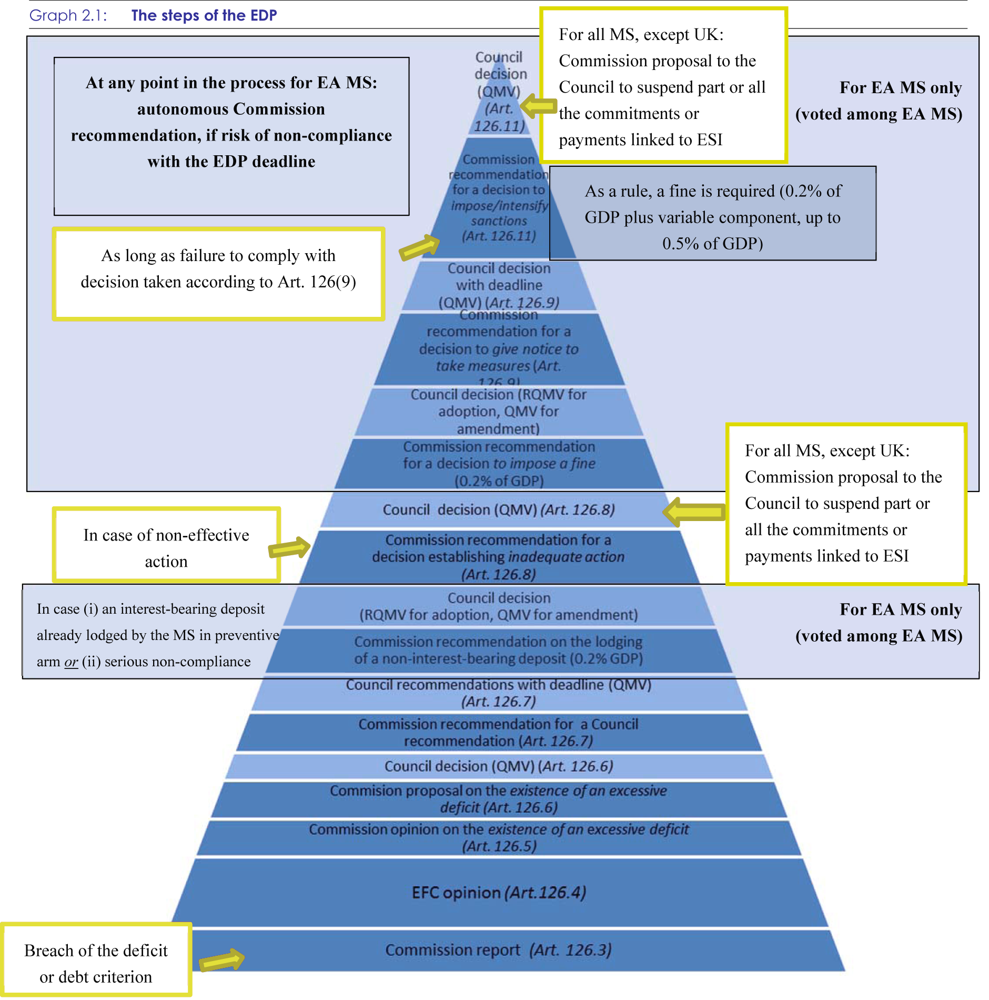 Graph 2.1: The steps of the EDP
For all MS, except UK:
Commission proposal to the
Council to suspend part or all
the commitments or
payments linked to ESI
At any point in the process for EA MS:
autonomous Commission
recommendation, if risk of non-compliance
with the EDP deadline
For EA MS only
(voted among EA MS)
Council
decision
(QMV)
(Art.
126.11)
Commission
recommendation
for a decision to
impose/intensify
sanctions
(Art. 126.11)
As a rule, a fine is required (0.2% of
GDP plus variable component, up to
0.5% of GDP)
As long as failure to comply with
decision taken according to Art. 126(9)
Council decision
with deadline
(QMV) (Art. 126.9)
Commission
recommendation for a
decision to give notice to
take measures (Art.
126.9)
Council decision (RQMV for
adoption, QMV for
amendment)
Commission recommendation
for a decision to impose a fine
(0.2% of GDP)
For all MS, except UK:
Commission proposal to the
Council to suspend part or
all the commitments or
payments linked to ESI
Council decision (QMV) (Art. 126.8)
In case of non-effective
action
Commission recommendation for a
decision establishing inadequate action
(Art. 126.8)
In case (i) an interest-bearing deposit
already lodged by the MS in preventive
arm or (ii) serious non-compliance
Council decision
(RQMV for adoption, QMV for amendment)
For EA MS only
(voted among EA MS)
Commission recommendation on the lodging
of a non-interest-bearing deposit (0.2% GDP)
Council recommendations with deadline (QMV)
(Art. 126.7)
Commission recommendation for a Council
recommendation (Art. 126.7)
Council decision (QMV) (Art. 126.6)
Commision proposal on the existence of an excessive
deficit (Art. 126.6)
Commission opinion on the existence of an excessive deficit
(Art. 126.5)
EFC opinion (Art.126.4)
Breach of the deficit
or debt criterion
Commission report (Art. 126.3)